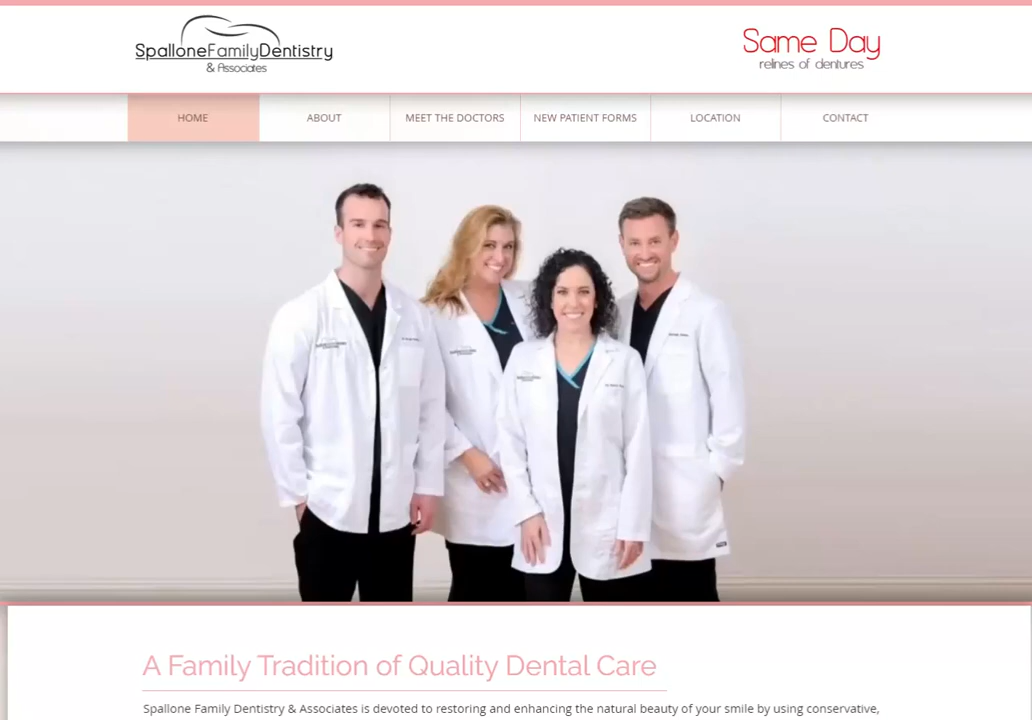 SpalloneFamilyDentistry
& Associates
Same Day
relines of dentures
HOME
ABOUT
MEET THE DOCTORS
NEW PATIENT FORMS
LOCATION
CONTACT
A Family Tradition of Quality Dental Care
Spallone Family Dentistry & Associates is devoted to restoring and enhancing the natural beauty of your smile by using conservative,